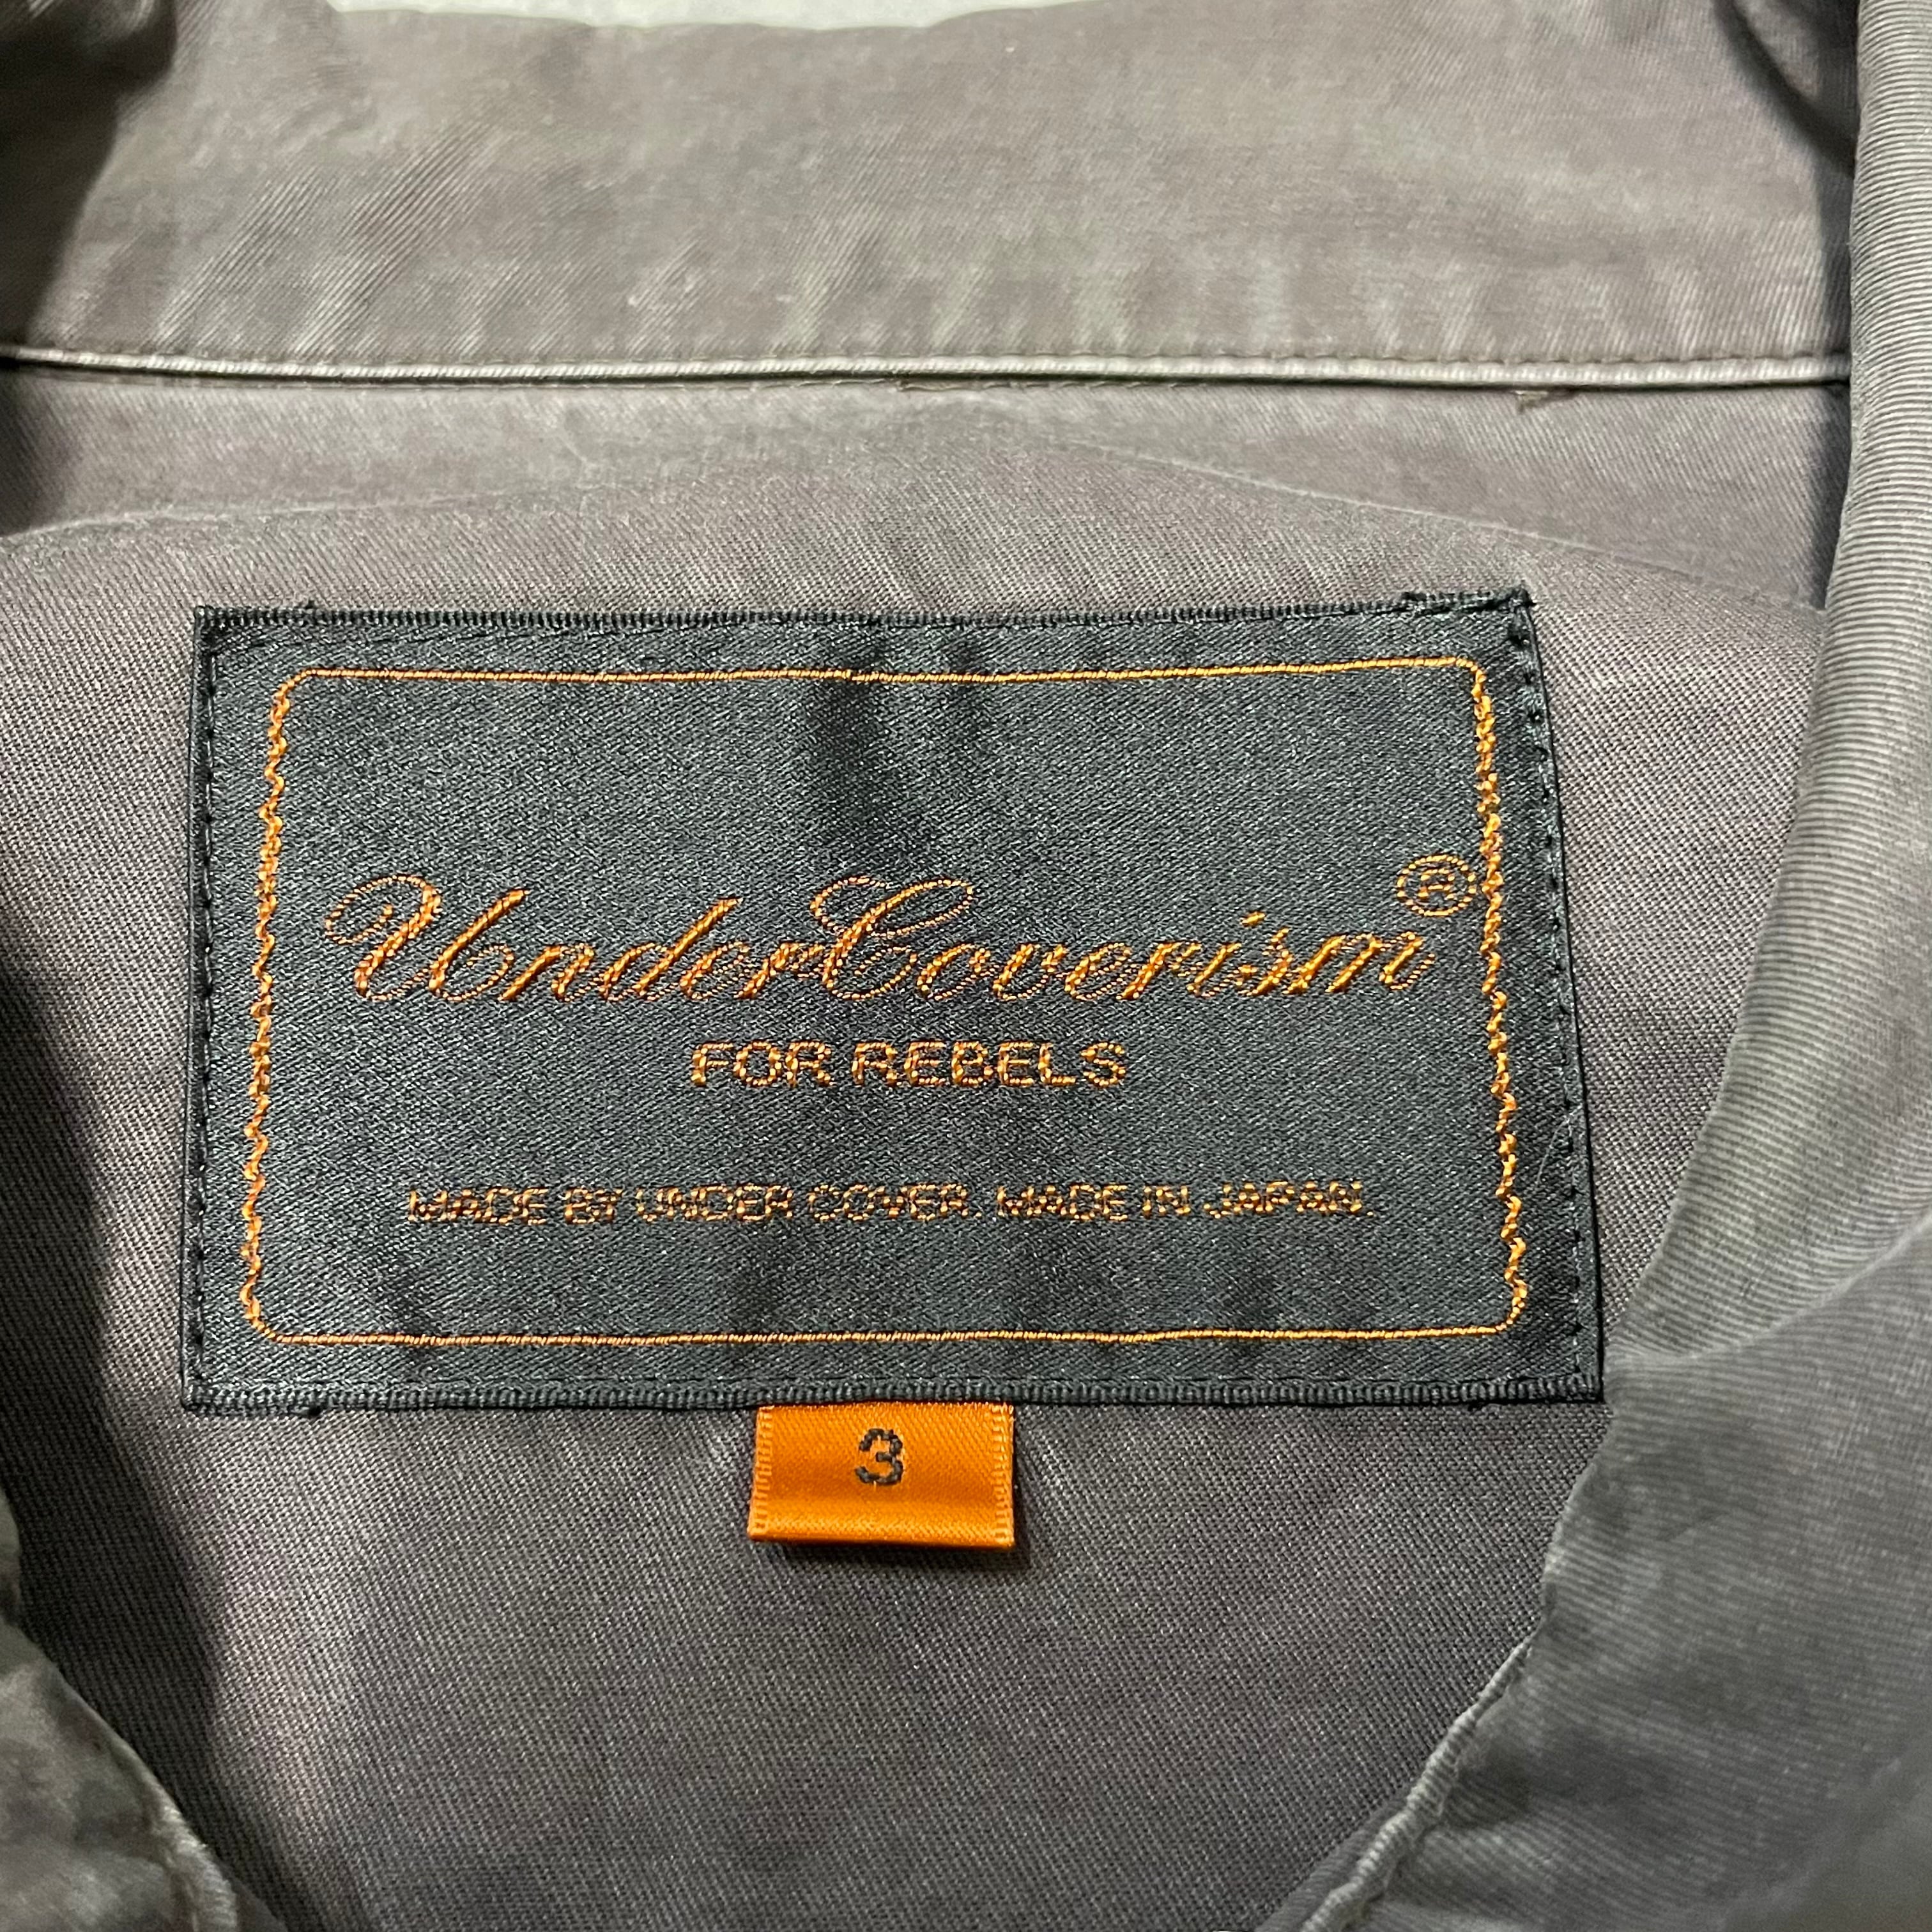 UnderCoverism®
FOR REBELS
MADE BY UNDER COVER. MADE IN JAPAN.
3